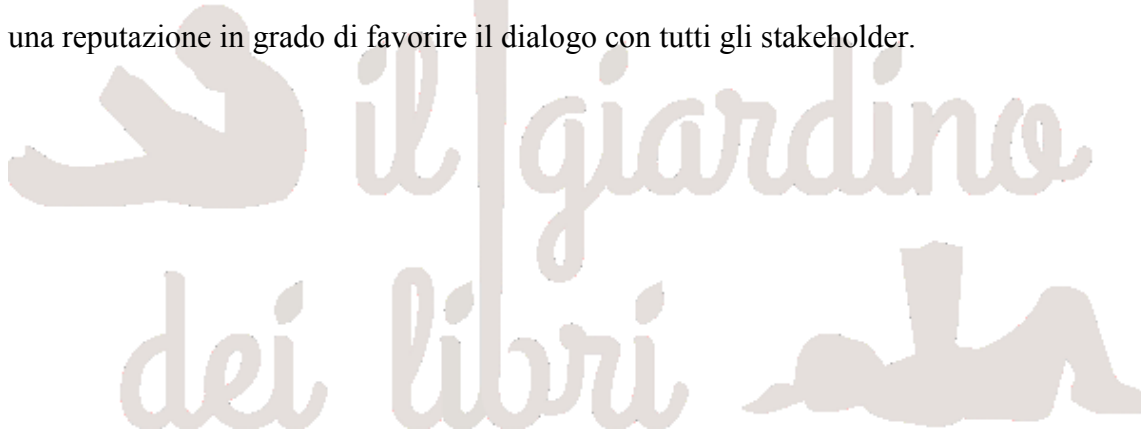 una reputazione in grado di favorire il dialogo con tutti gli stakeholder.
il giardino
dei libri